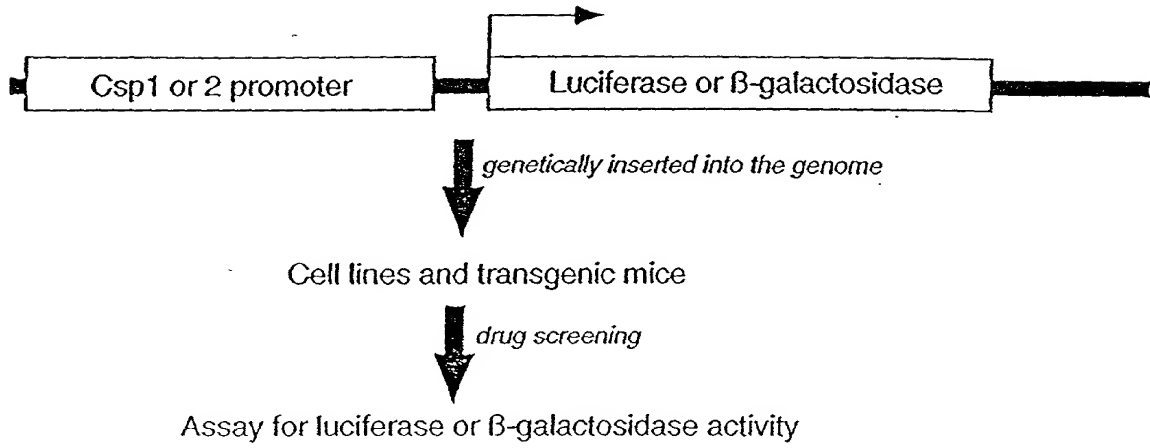 Csp1 or 2 promoter
Luciferase or ß-galactosidase
genetically inserted into the genome
Cell lines and transgenic mice
drug screening
Assay for luciferase or ß-galactosidase activity